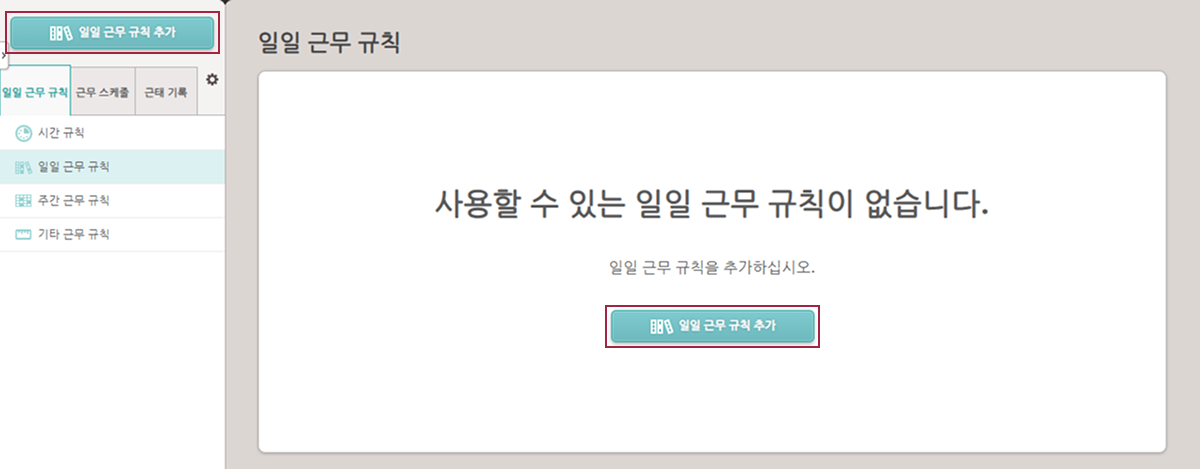 일일 근무 규칙 추가
일일 근무 규칙
근무 스케줄
근태 기록
시간 규칙
일일 근무 규칙
주간 근무 규칙
기타 근무 규칙
일일 근무 규칙
사용할 수 있는 일일 근무 규칙이 없습니다.
일일 근무 규칙을 추가하십시오.
일일 근무 규칙 추가